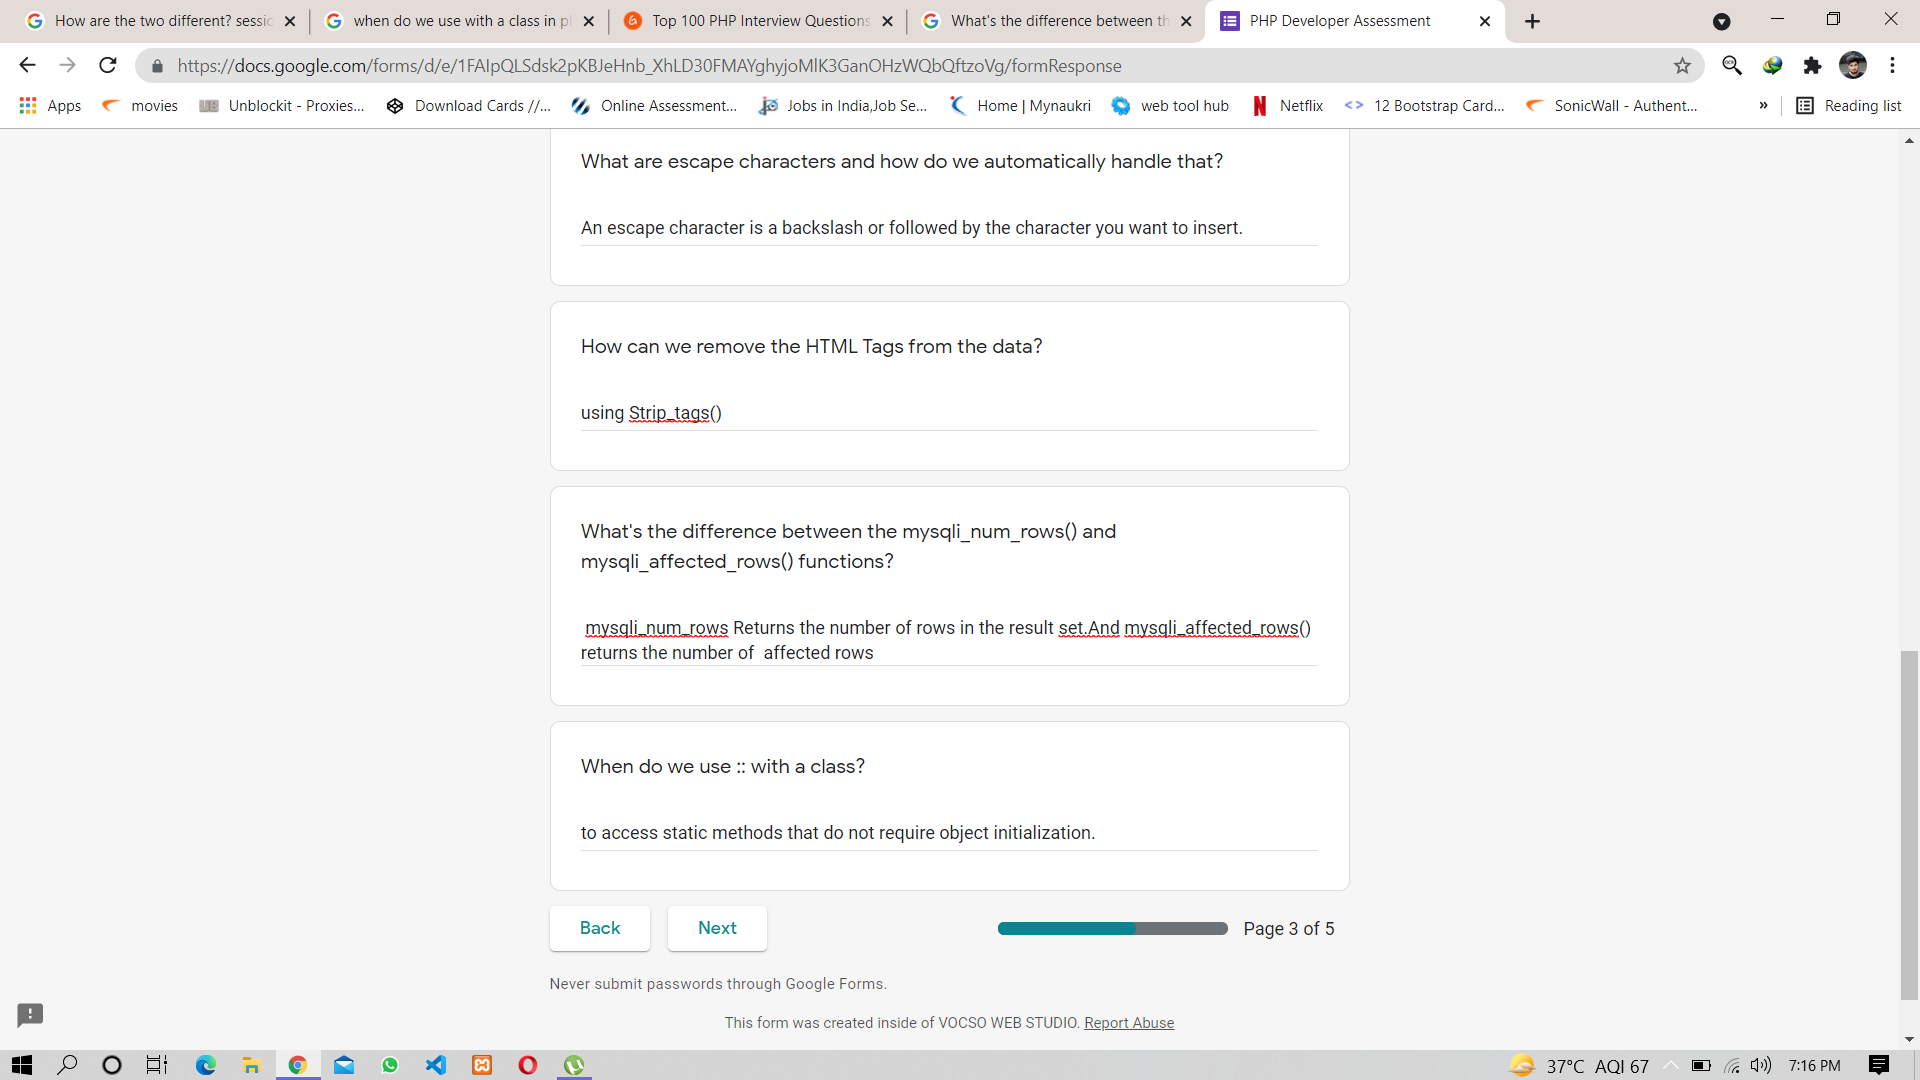 How are the two different? sessio
when do we use with a class in p
Top 100 PHP Interview Questions
What's the difference between th
PHP Developer Assessment
https://docs.google.com/forms/d/e/1FAIpQLSdsk2pKBJeHnb_XhLD30FMAYghyjoMlK3GanOHzWQbQftzoVg/formResponse
Apps
movies
Unblockit - Proxies...
Download Cards //...
Online Assessment...
Jobs in India,Job Se...
Home | Mynaukri
web tool hub
Netflix
12 Bootstrap Card...
SonicWall - Authent...
»
Reading list
What are escape characters and how do we automatically handle that?
An escape character is a backslash or followed by the character you want to insert.
How can we remove the HTML Tags from the data?
using Strip_tags()
What's the difference between the mysqli_num_rows() and
mysqli_affected_rows() functions?
mysqli_num_rows Returns the number of rows in the result set.And mysqli_affected_rows()
returns the number of  affected rows
When do we use :: with a class?
to access static methods that do not require object initialization.
Back
Next
Page 3 of 5
Never submit passwords through Google Forms.
This form was created inside of VOCSO WEB STUDIO. Report Abuse
37°C AQI 67
7:16 PM